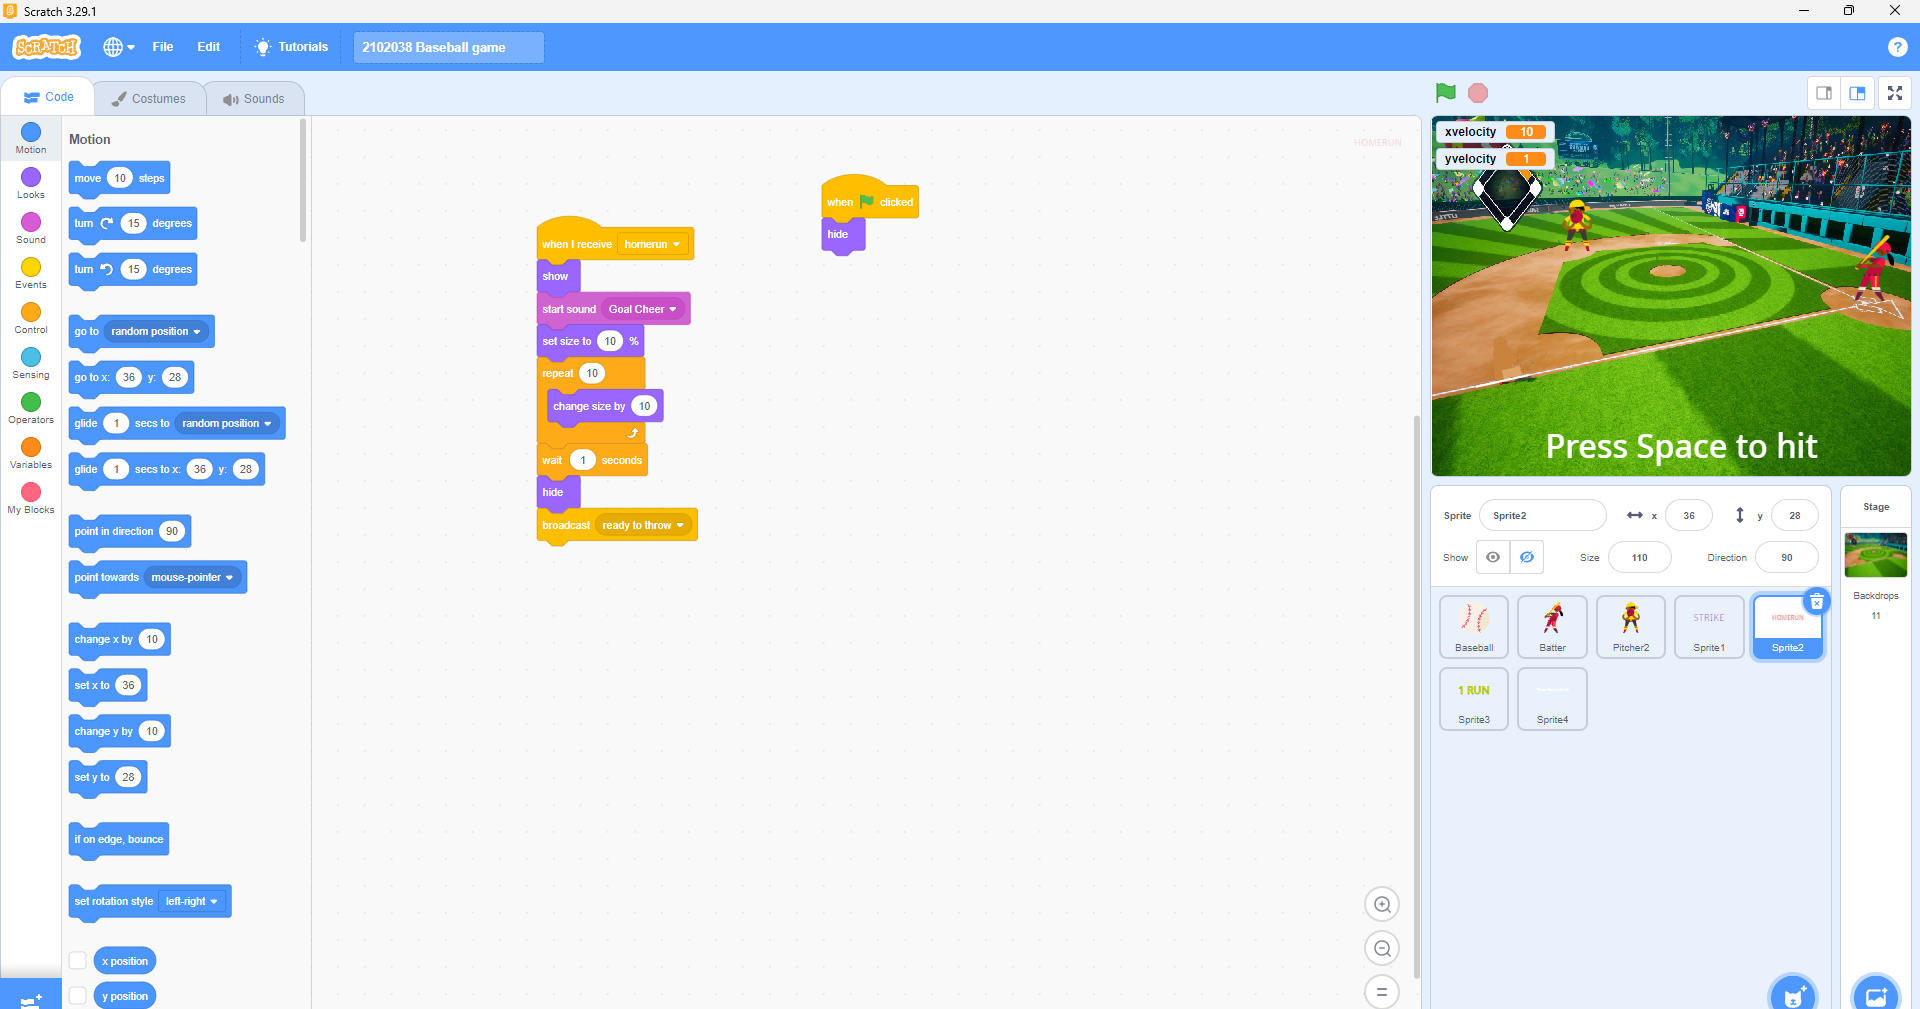 Scratch 3.29.1
SCRATCH
File
Edit
Tutorials
2102038 Baseball game
?
Code
Costumes
Sounds
Motion
Looks
Sound
Events
Control
Sensing
Operators
Variables
My Blocks
Motion
move 10 steps
turn 15 degrees
turn 15 degrees
go to random position
go to x: 36 y: 28
glide 1 secs to random position
glide 1 secs to x: 36 y: 28
point in direction 90
point towards mouse-pointer
change x by 10
set x to 36
change y by 10
set y to 28
if on edge, bounce
set rotation style left-right
x position
y position
HOMERUN
when I receive homerun
show
start sound Goal Cheer
set size to 10 %
repeat 10
change size by 10
wait 1 seconds
hide
broadcast ready to throw
when clicked
hide
xvelocity 10
yvelocity 1
Press Space to hit
Sprite Sprite2 x 36 y 28
Show Size 110 Direction 90
STRIKE
HOMERUN
Baseball
Batter
Pitcher2
Sprite1
Sprite2
1 RUN
Sprite3
Sprite4
Stage
Backdrops
11